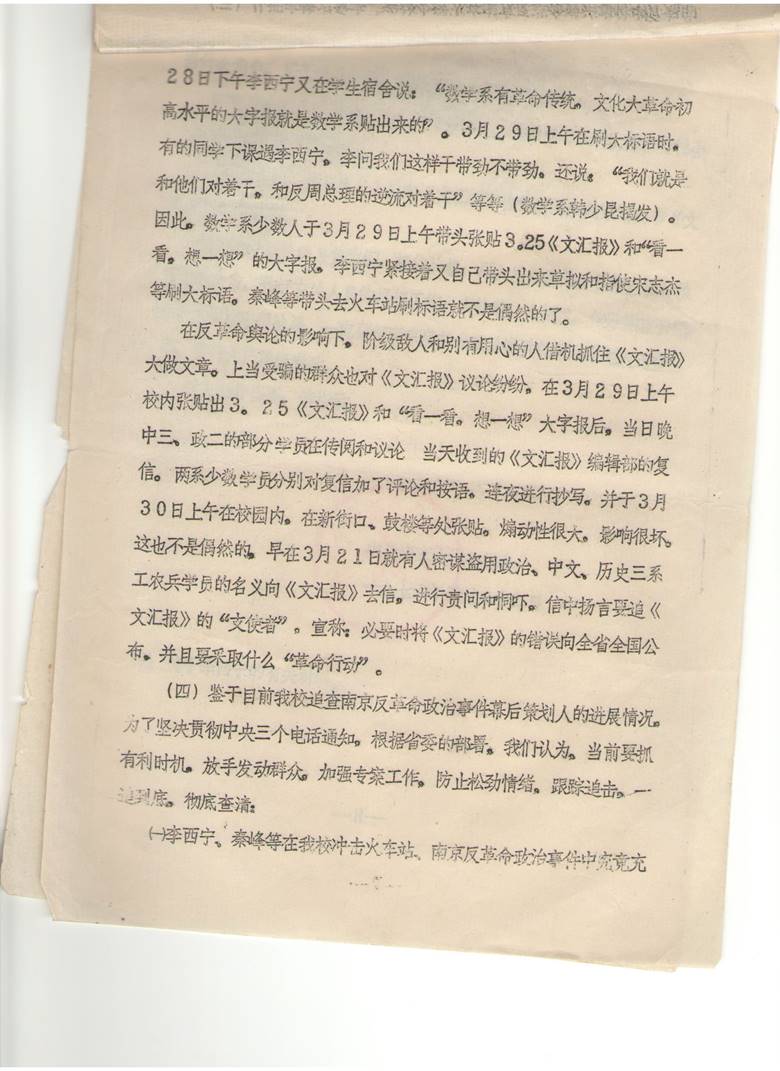 28日下午李西宁又在学生宿舍说：“数学系有革命传统。文化大革命初
高水平的大字报就是数学系贴出来的”。3月29日上午在刷大标语时。
有的同学下课遇李西宁。李问我们这样干带劲不带劲。还说：“我们就是
和他们对着干。和反周总理的逆流对着干”等等（数学系韩少昆揭发）。
因此。数学系少数人于3月29日上午带头张贴3.25《文汇报》和“看一
看。想一想”的大字报。李西宁紧接着又自己带头出来草拟和指使宋志杰
等刷大标语。秦峰等带头去火车站刷标语就不是偶然的了。
在反革命舆论的影响下。阶级敌人和别有用心的人借机抓住《文汇报》
大做文章。上当受骗的群众也对《文汇报》议论纷纷。在3月29日上午
校内张贴出3.25《文汇报》和“看一看。想一想”大字报后。当日晚
中三、政二的部分学员在传阅和议论 当天收到的《文汇报》编辑部的复
信。两系少数学员分别对复信加了评论和按语。连夜进行抄写。并于3月
30日上午在校园内。在新街口、鼓楼等处张贴。煽动性很大。影响很坏。
这也不是偶然的。早在3月21日就有人密谋盗用政治、中文、历史三系
工农兵学员的名义向《文汇报》去信。进行责问和恫吓。信中扬言要追《
文汇报》的“文使者”。宣称：必要时将《文汇报》的错误向全省全国公
布。并且要采取什么“革命行动”。
（四）鉴于目前我校追查南京反革命政治事件幕后策划人的进展情况。
为了坚决贯彻中央三个电话通知。根据省委的部署。我们认为。当前要抓
有利时机。放手发动群众。加强专案工作。防止松劲情绪。跟踪追击。一
追到底。彻底查清：
㈠李西宁、秦峰等在我校冲击火车站、南京反革命政治事件中究竟充